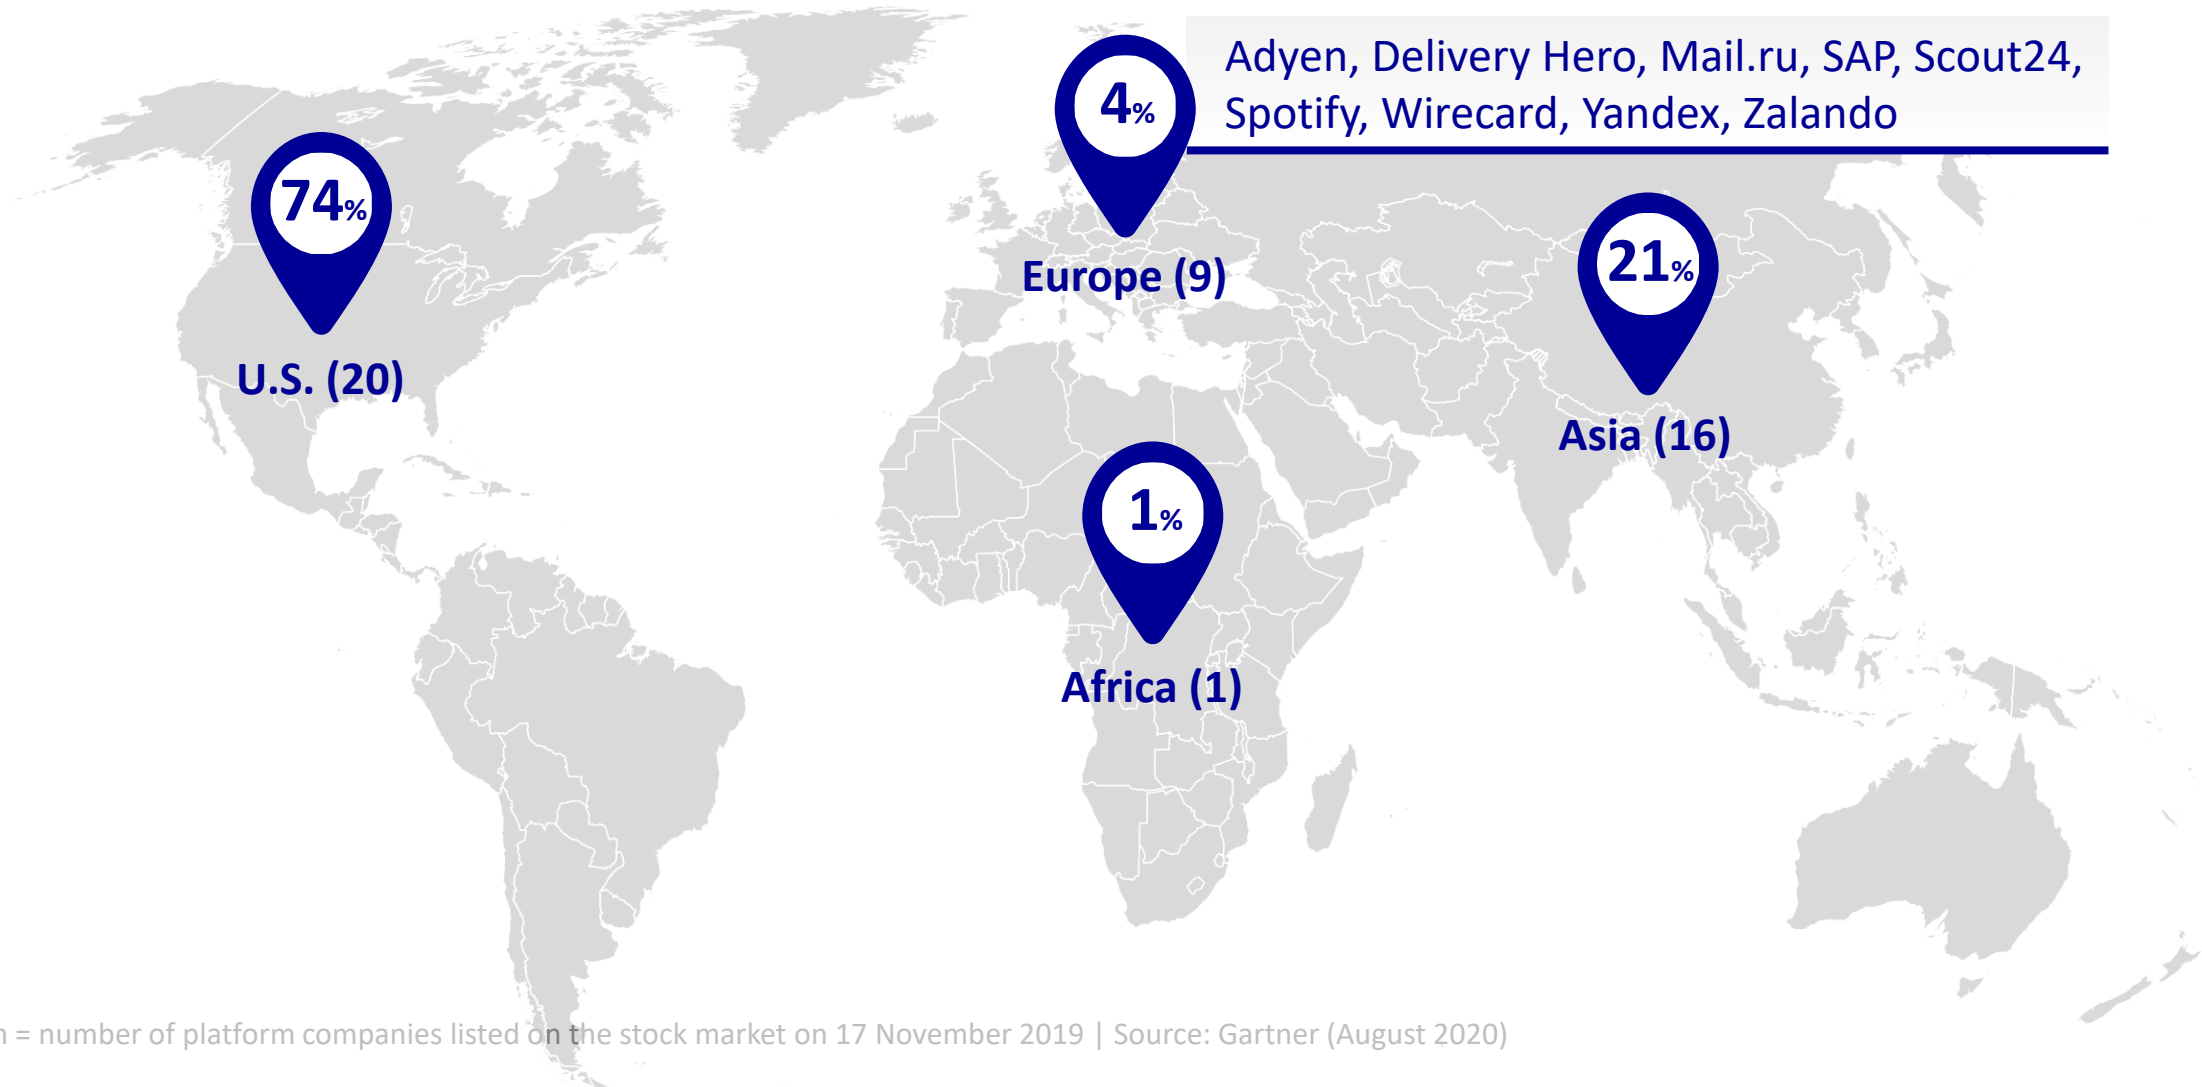 Adyen, Delivery Hero, Mail.ru, SAP, Scout24,
Spotify, Wirecard, Yandex, Zalando
4%
Europe (9)
74%
U.S. (20)
21%
Asia (16)
1%
Africa (1)
n = number of platform companies listed on the stock market on 17 November 2019 | Source: Gartner (August 2020)